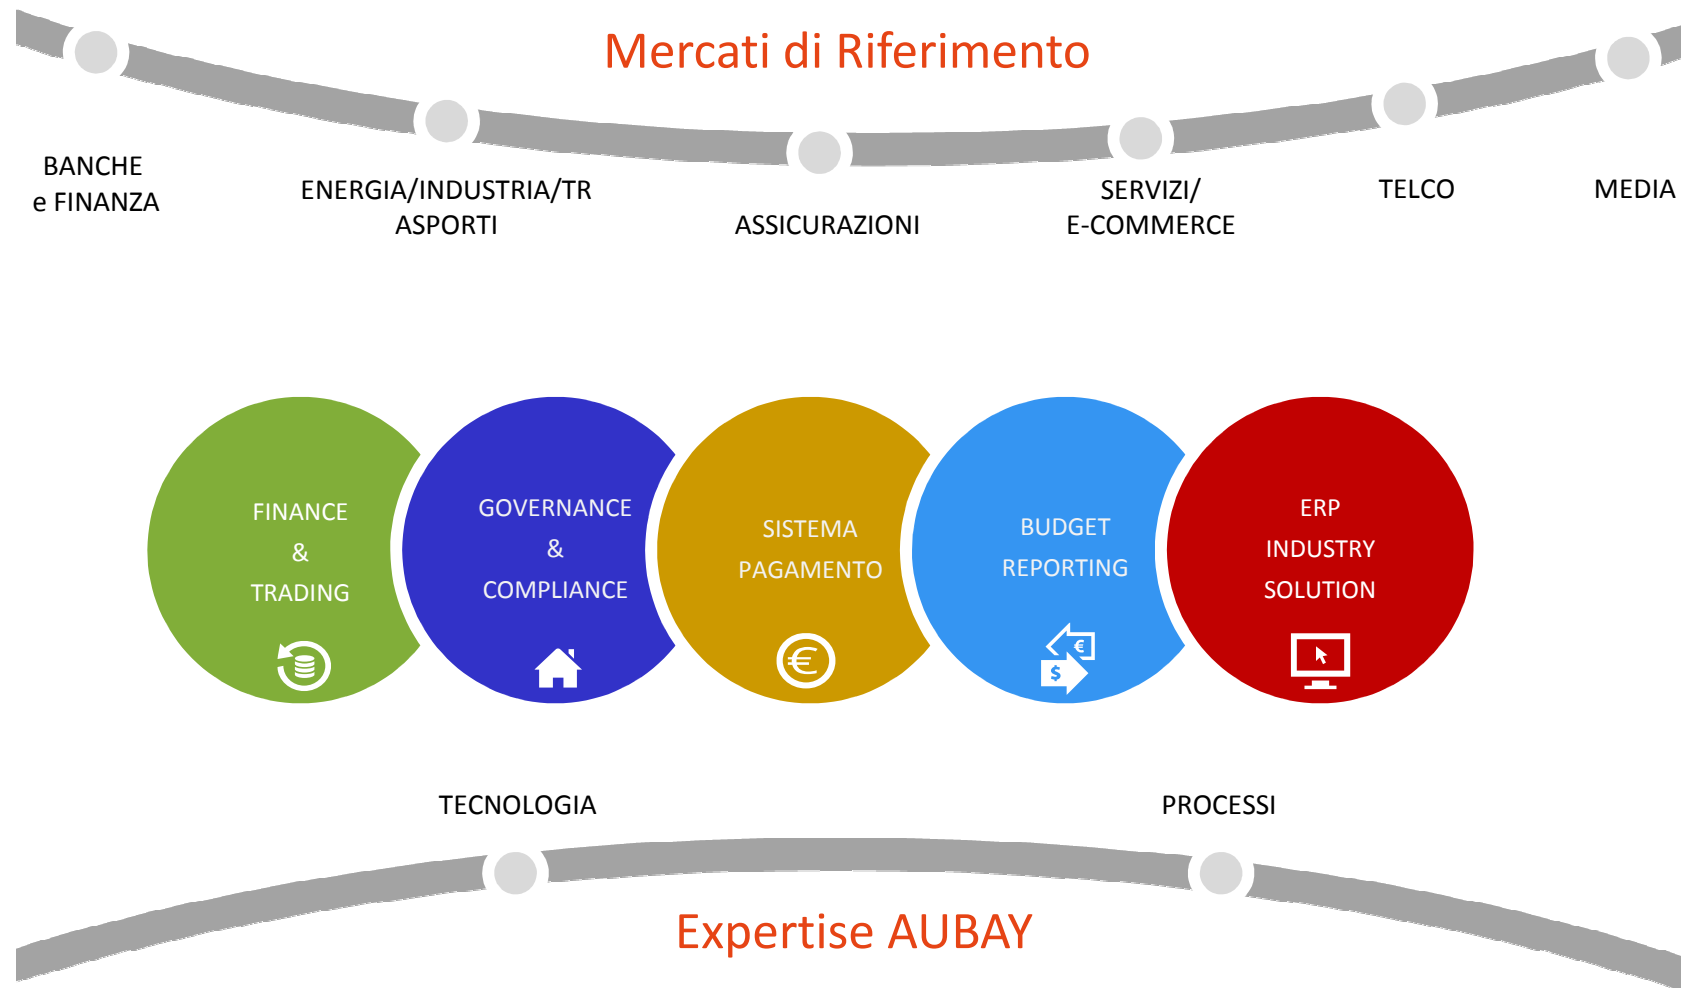 Mercati di Riferimento
BANCHE
e FINANZA
ENERGIA/INDUSTRIA/TR
ASPORTI
ASSICURAZIONI
SERVIZI/
E-COMMERCE
TELCO
MEDIA
FINANCE
&
TRADING
GOVERNANCE
&
COMPLIANCE
SISTEMA
PAGAMENTO
€
BUDGET
REPORTING
€
$
ERP
INDUSTRY
SOLUTION
TECNOLOGIA
PROCESSI
Expertise AUBAY